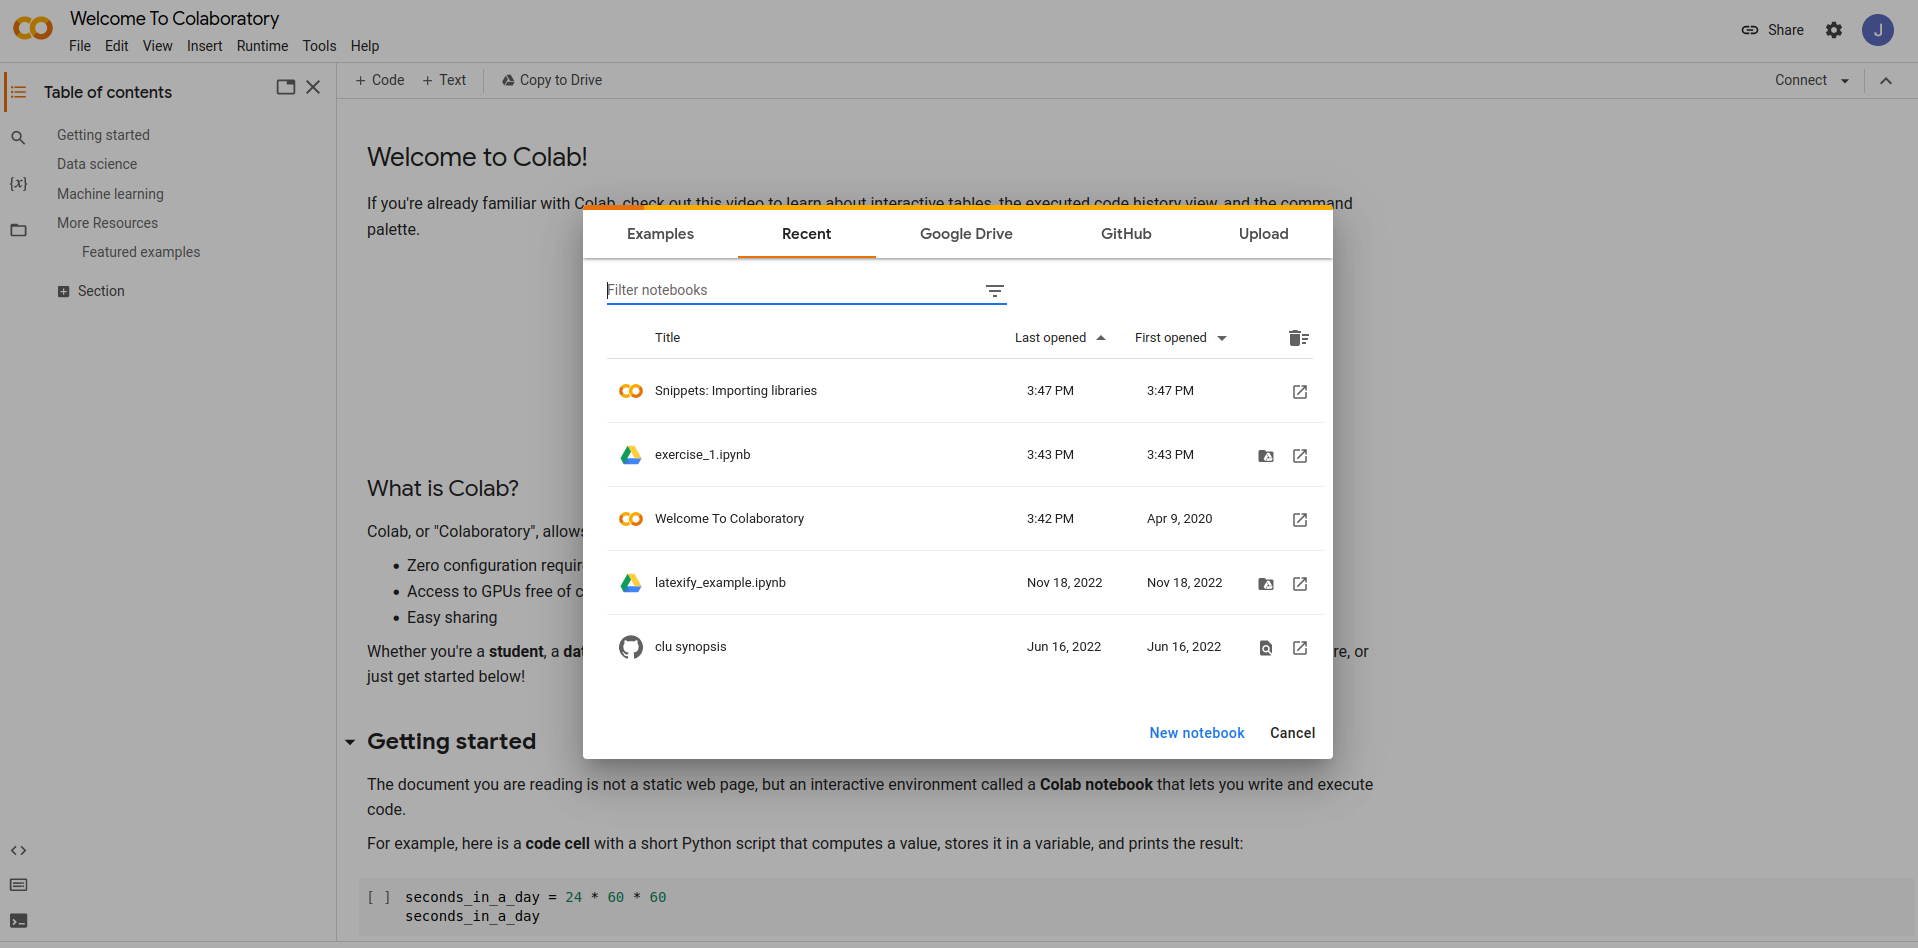 Welcome To Colaboratory
File Edit View Insert Runtime Tools Help
Share
J
Table of contents
Getting started
Data science
Machine learning
More Resources
Featured examples
Section
{x}
+ Code + Text Copy to Drive
Connect
Welcome to Colab!
If you're already familiar with Colab, check out this video to learn about interactive tables, the executed code history view, and the command
palette.
What is Colab?
Colab, or "Colaboratory", allows
Zero configuration requir
Access to GPUs free of c
Easy sharing
Whether you're a student, a dat re, or
just get started below!
Getting started
The document you are reading is not a static web page, but an interactive environment called a Colab notebook that lets you write and execute
code.
For example, here is a code cell with a short Python script that computes a value, stores it in a variable, and prints the result:
[ ] seconds_in_a_day = 24 * 60 * 60
seconds_in_a_day
Examples Recent Google Drive GitHub Upload
Filter notebooks
Title Last opened First opened
Snippets: Importing libraries 3:47 PM 3:47 PM
exercise_1.ipynb 3:43 PM 3:43 PM
Welcome To Colaboratory 3:42 PM Apr 9, 2020
latexify_example.ipynb Nov 18, 2022 Nov 18, 2022
clu synopsis Jun 16, 2022 Jun 16, 2022
New notebook Cancel